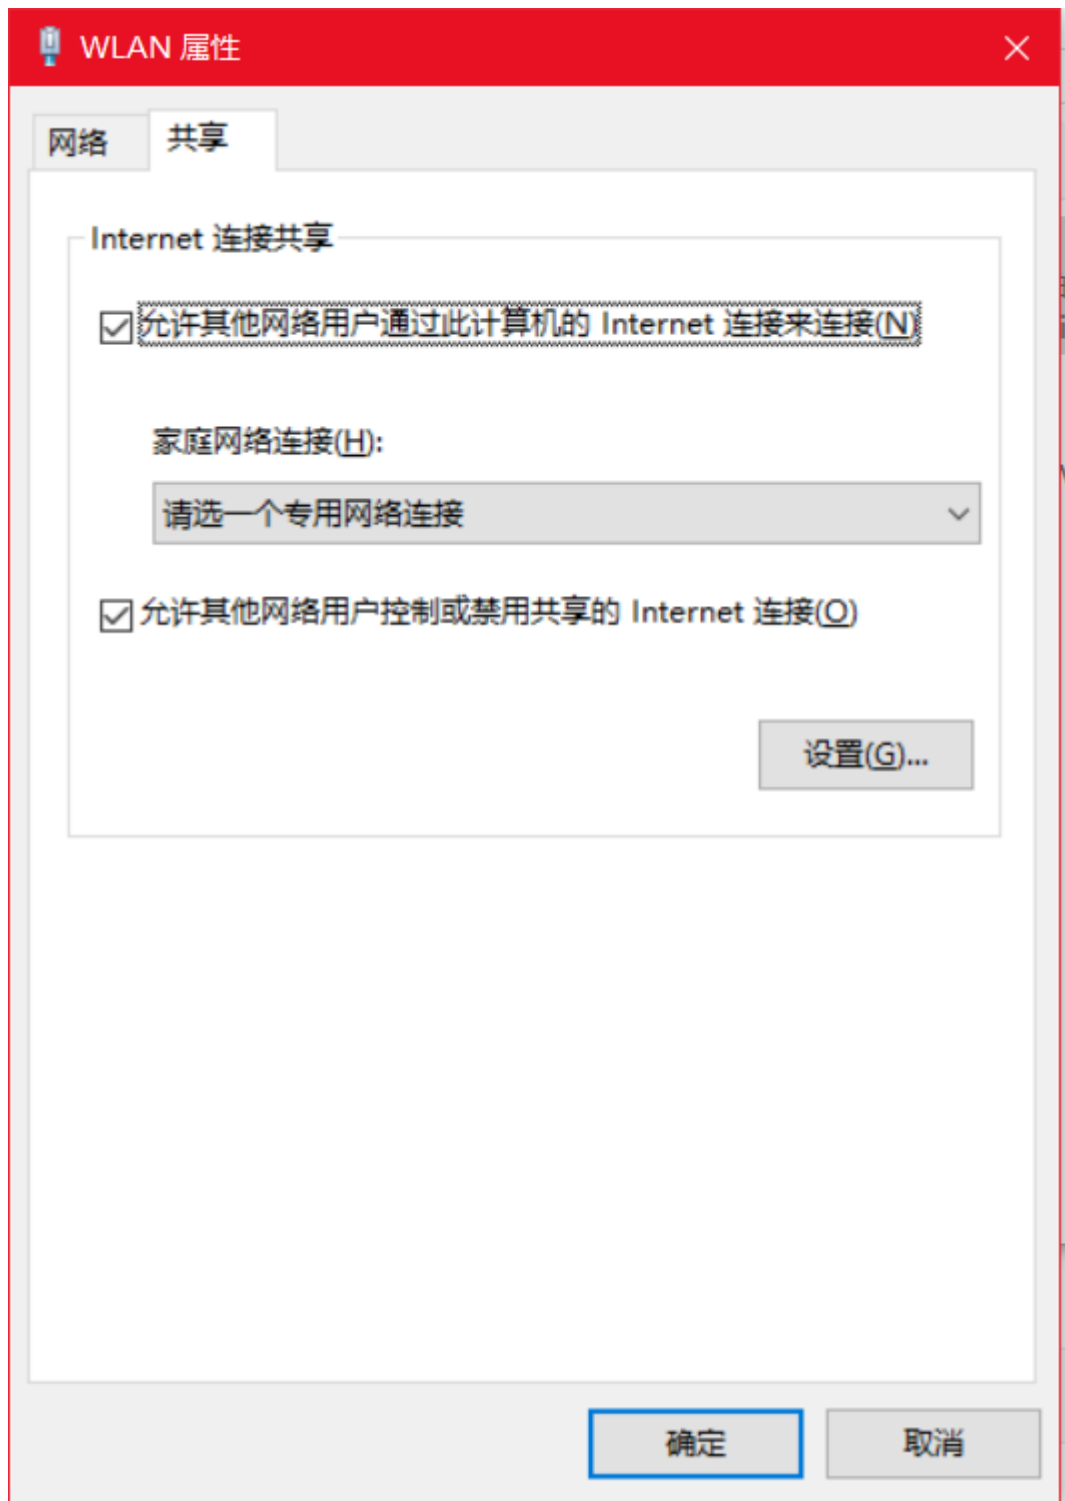 WLAN 属性
网络
共享
Internet 连接共享
允许其他网络用户通过此计算机的 Internet 连接来连接(N)
家庭网络连接(H):
请选一个专用网络连接
允许其他网络用户控制或禁用共享的 Internet 连接(O)
设置(G)...
确定
取消